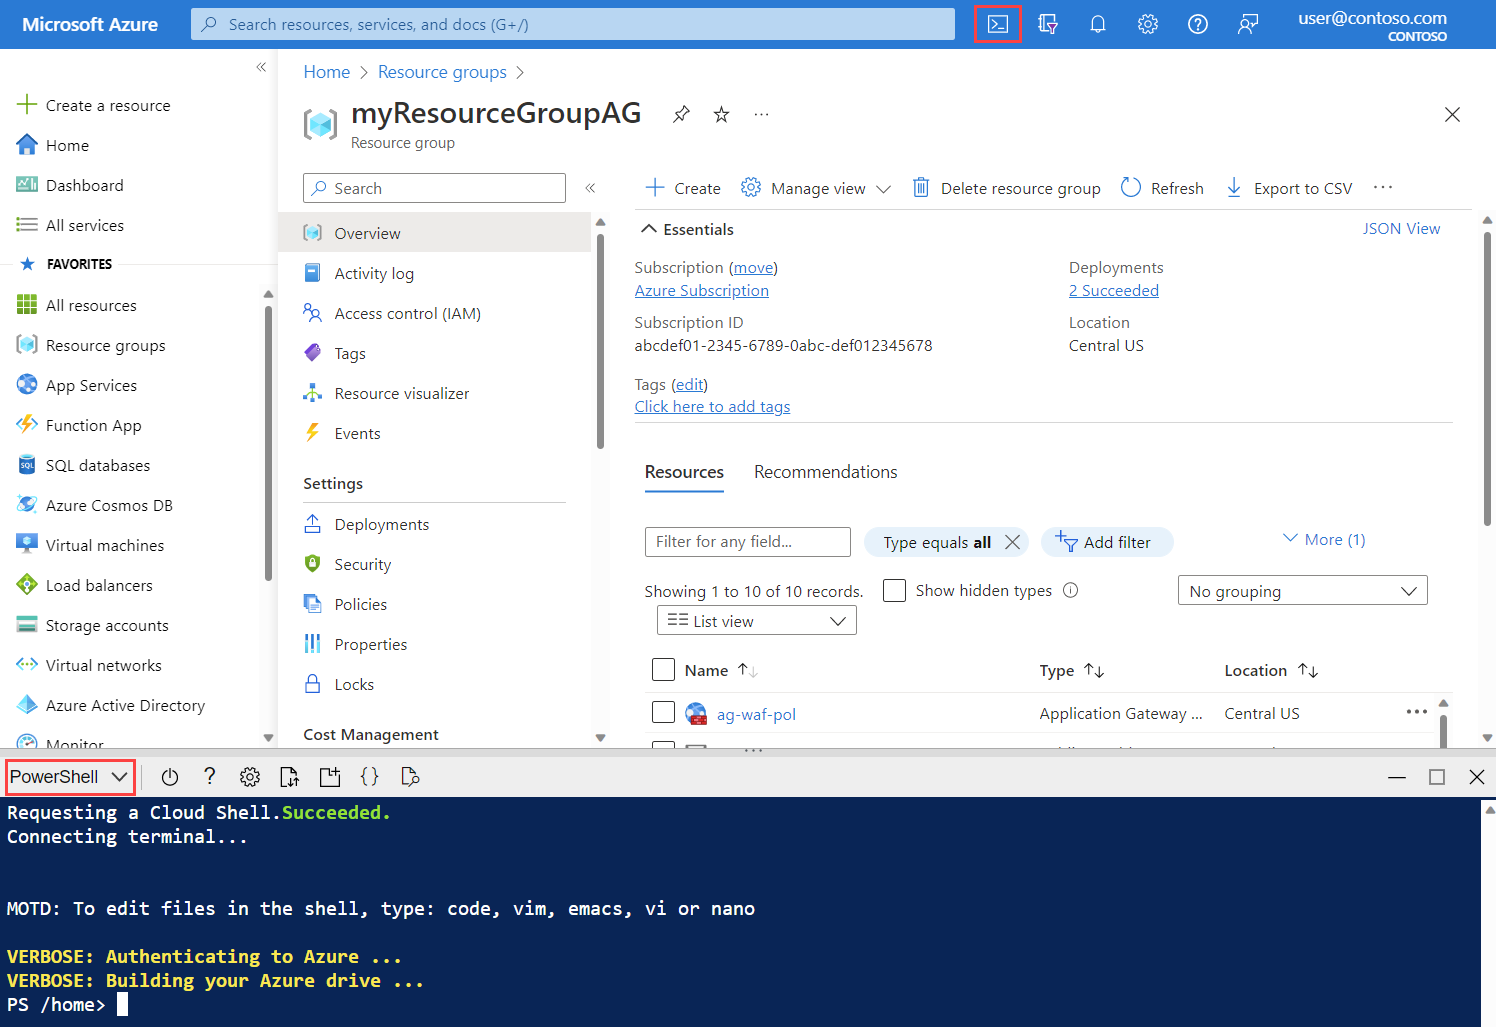 Microsoft Azure
Search resources, services, and docs (G+/)
user@contoso.com
CONTOSO
Create a resource
Home
Dashboard
All services
FAVORITES
All resources
Resource groups
App Services
Function App
SQL databases
Azure Cosmos DB
Virtual machines
Load balancers
Storage accounts
Virtual networks
Azure Active Directory
Monitor
Home > Resource groups >
myResourceGroupAG
Resource group
Search
Overview
Activity log
Access control (IAM)
Tags
Resource visualizer
Events
Settings
Deployments
Security
Policies
Properties
Locks
Cost Management
Create Manage view Delete resource group Refresh Export to CSV
Essentials
JSON View
Subscription (move)
Azure Subscription
Subscription ID
abcdef01-2345-6789-0abc-def012345678
Deployments
2 Succeeded
Location
Central US
Tags (edit)
Click here to add tags
Resources Recommendations
Filter for any field... Type equals all Add filter More (1)
Showing 1 to 10 of 10 records. Show hidden types No grouping
List view
Name Type Location
ag-waf-pol Application Gateway ... Central US
PowerShell
Requesting a Cloud Shell.Succeeded.
Connecting terminal...
MOTD: To edit files in the shell, type: code, vim, emacs, vi or nano
VERBOSE: Authenticating to Azure ...
VERBOSE: Building your Azure drive ...
PS /home>